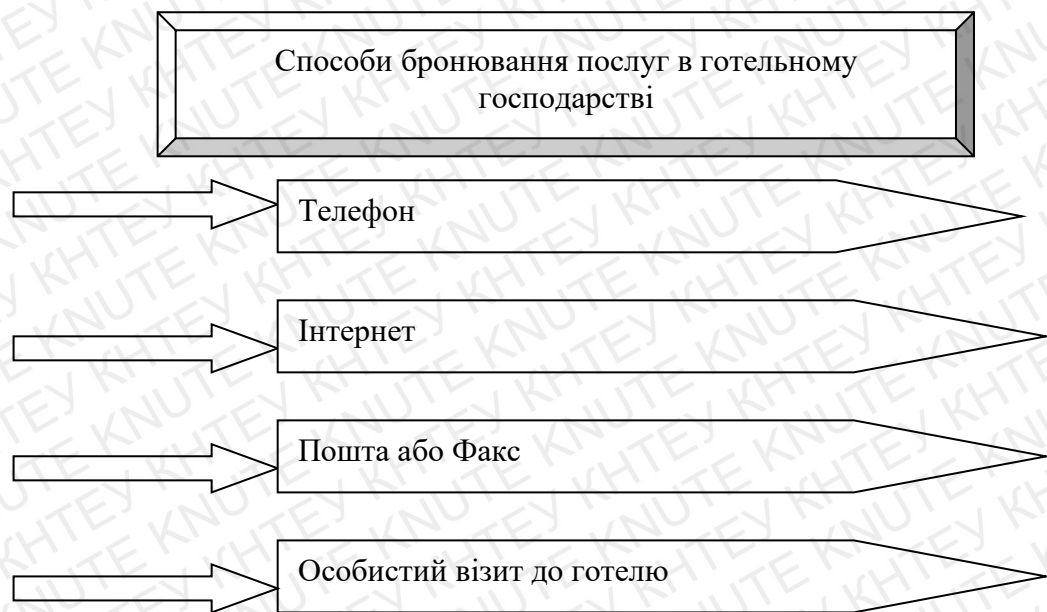 Способи бронювання послуг в готельному
господарстві
Телефон
Інтернет
Пошта або Факс
Особистий візит до готелю